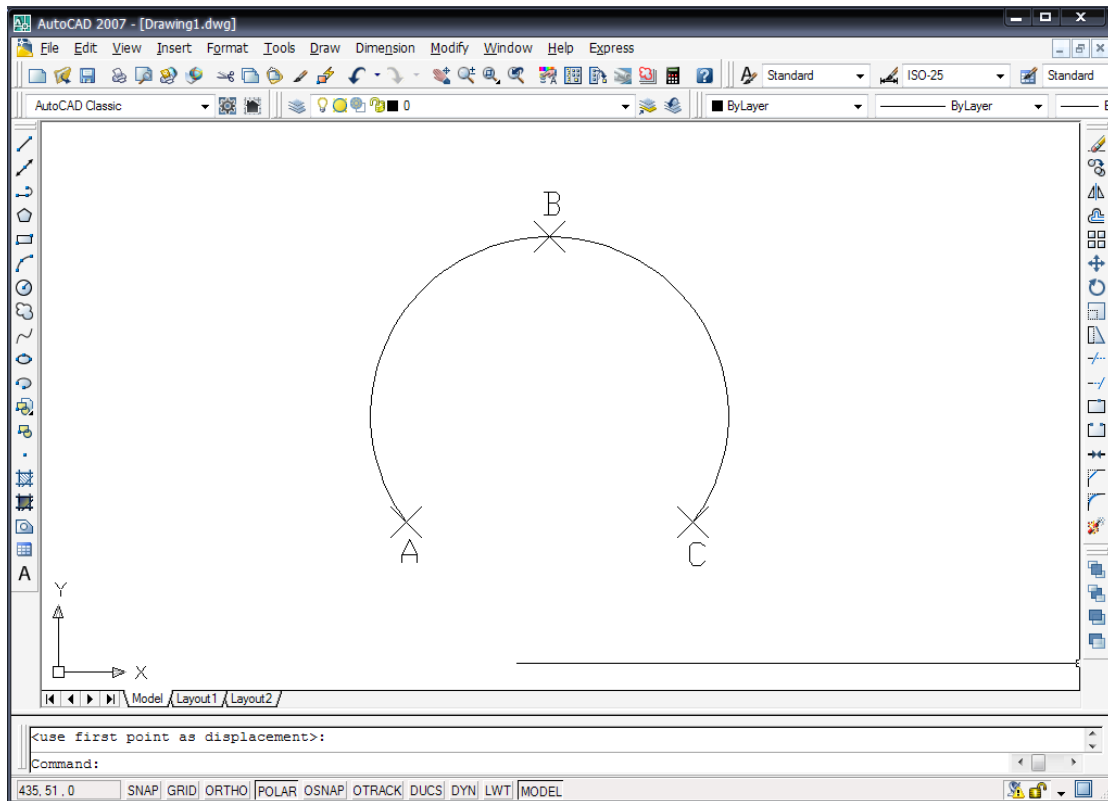 AutoCAD 2007 - [Drawing1.dwg]
File Edit View Insert Format Tools Draw Dimension Modify Window Help Express
Standard ISO-25 Standard
AutoCAD Classic 0 ByLayer ByLayer
B
A C
Y
X
Model Layout1 Layout2
<use first point as displacement>:
Command:
435, 51 , 0 SNAP GRID ORTHO POLAR OSNAP OTRACK DUCS DYN LWT MODEL
A